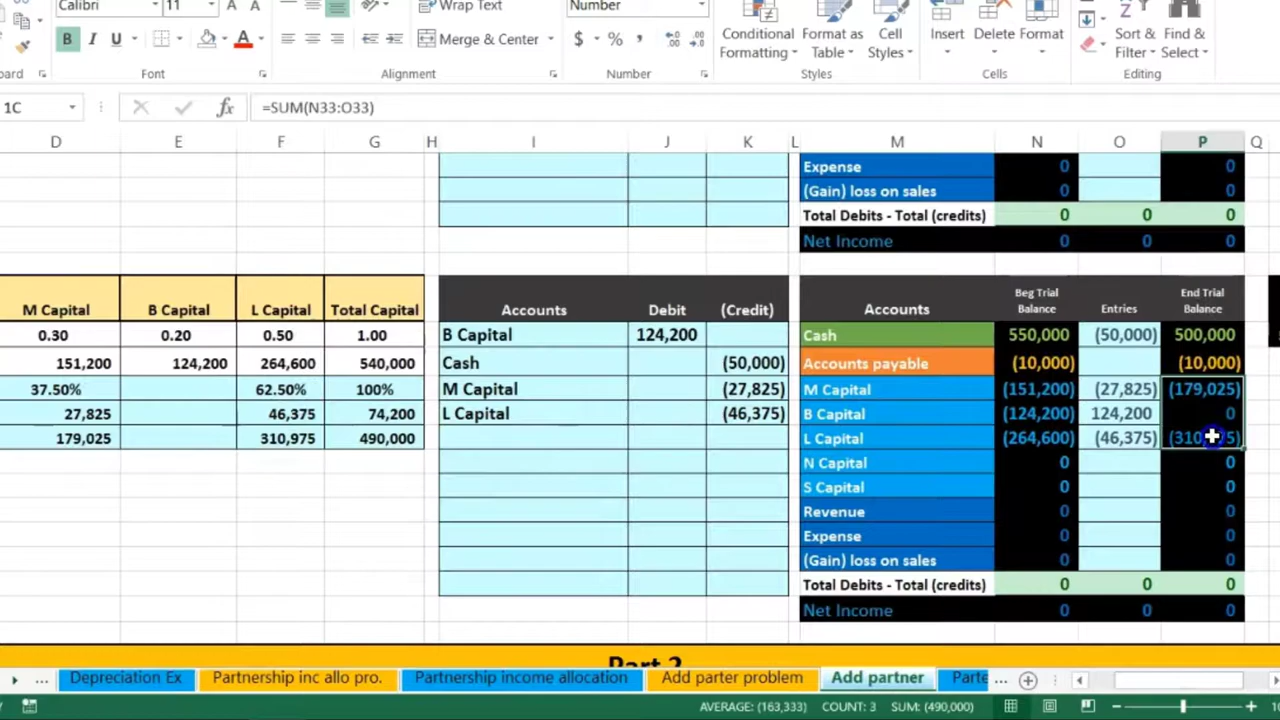 Calibri 11 A A Wrap Text Number Conditional Formatting Format as Table Cell Styles Insert Delete Format Sort & Filter Find & Select
B I U A Merge & Center $ % ,
oard Font Alignment Number Styles Cells Editing
1C fx =SUM(N33:O33)
D E F G H I J K L M N O P Q
Expense 0 0
(Gain) loss on sales 0 0
Total Debits - Total (credits) 0 0 0
Net Income 0 0 0
M Capital B Capital L Capital Total Capital Accounts Debit (Credit) Accounts Beg Trial Balance Entries End Trial Balance
0.30 0.20 0.50 1.00 B Capital 124,200 Cash 550,000 (50,000) 500,000
151,200 124,200 264,600 540,000 Cash (50,000) Accounts payable (10,000) (10,000)
37.50% 62.50% 100% M Capital (27,825) M Capital (151,200) (27,825) (179,025)
27,825 46,375 74,200 L Capital (46,375) B Capital (124,200) 124,200 0
179,025 310,975 490,000 L Capital (264,600) (46,375)
N Capital 0 0
S Capital 0 0
Revenue 0 0
Expense 0 0
(Gain) loss on sales 0 0
Total Debits - Total (credits) 0 0 0
Net Income 0 0 0
Part 2
... Depreciation Ex Partnership inc allo pro. Partnership income allocation Add parter problem Add partner Parte ...
AVERAGE: (163,333) COUNT: 3 SUM: (490,000)